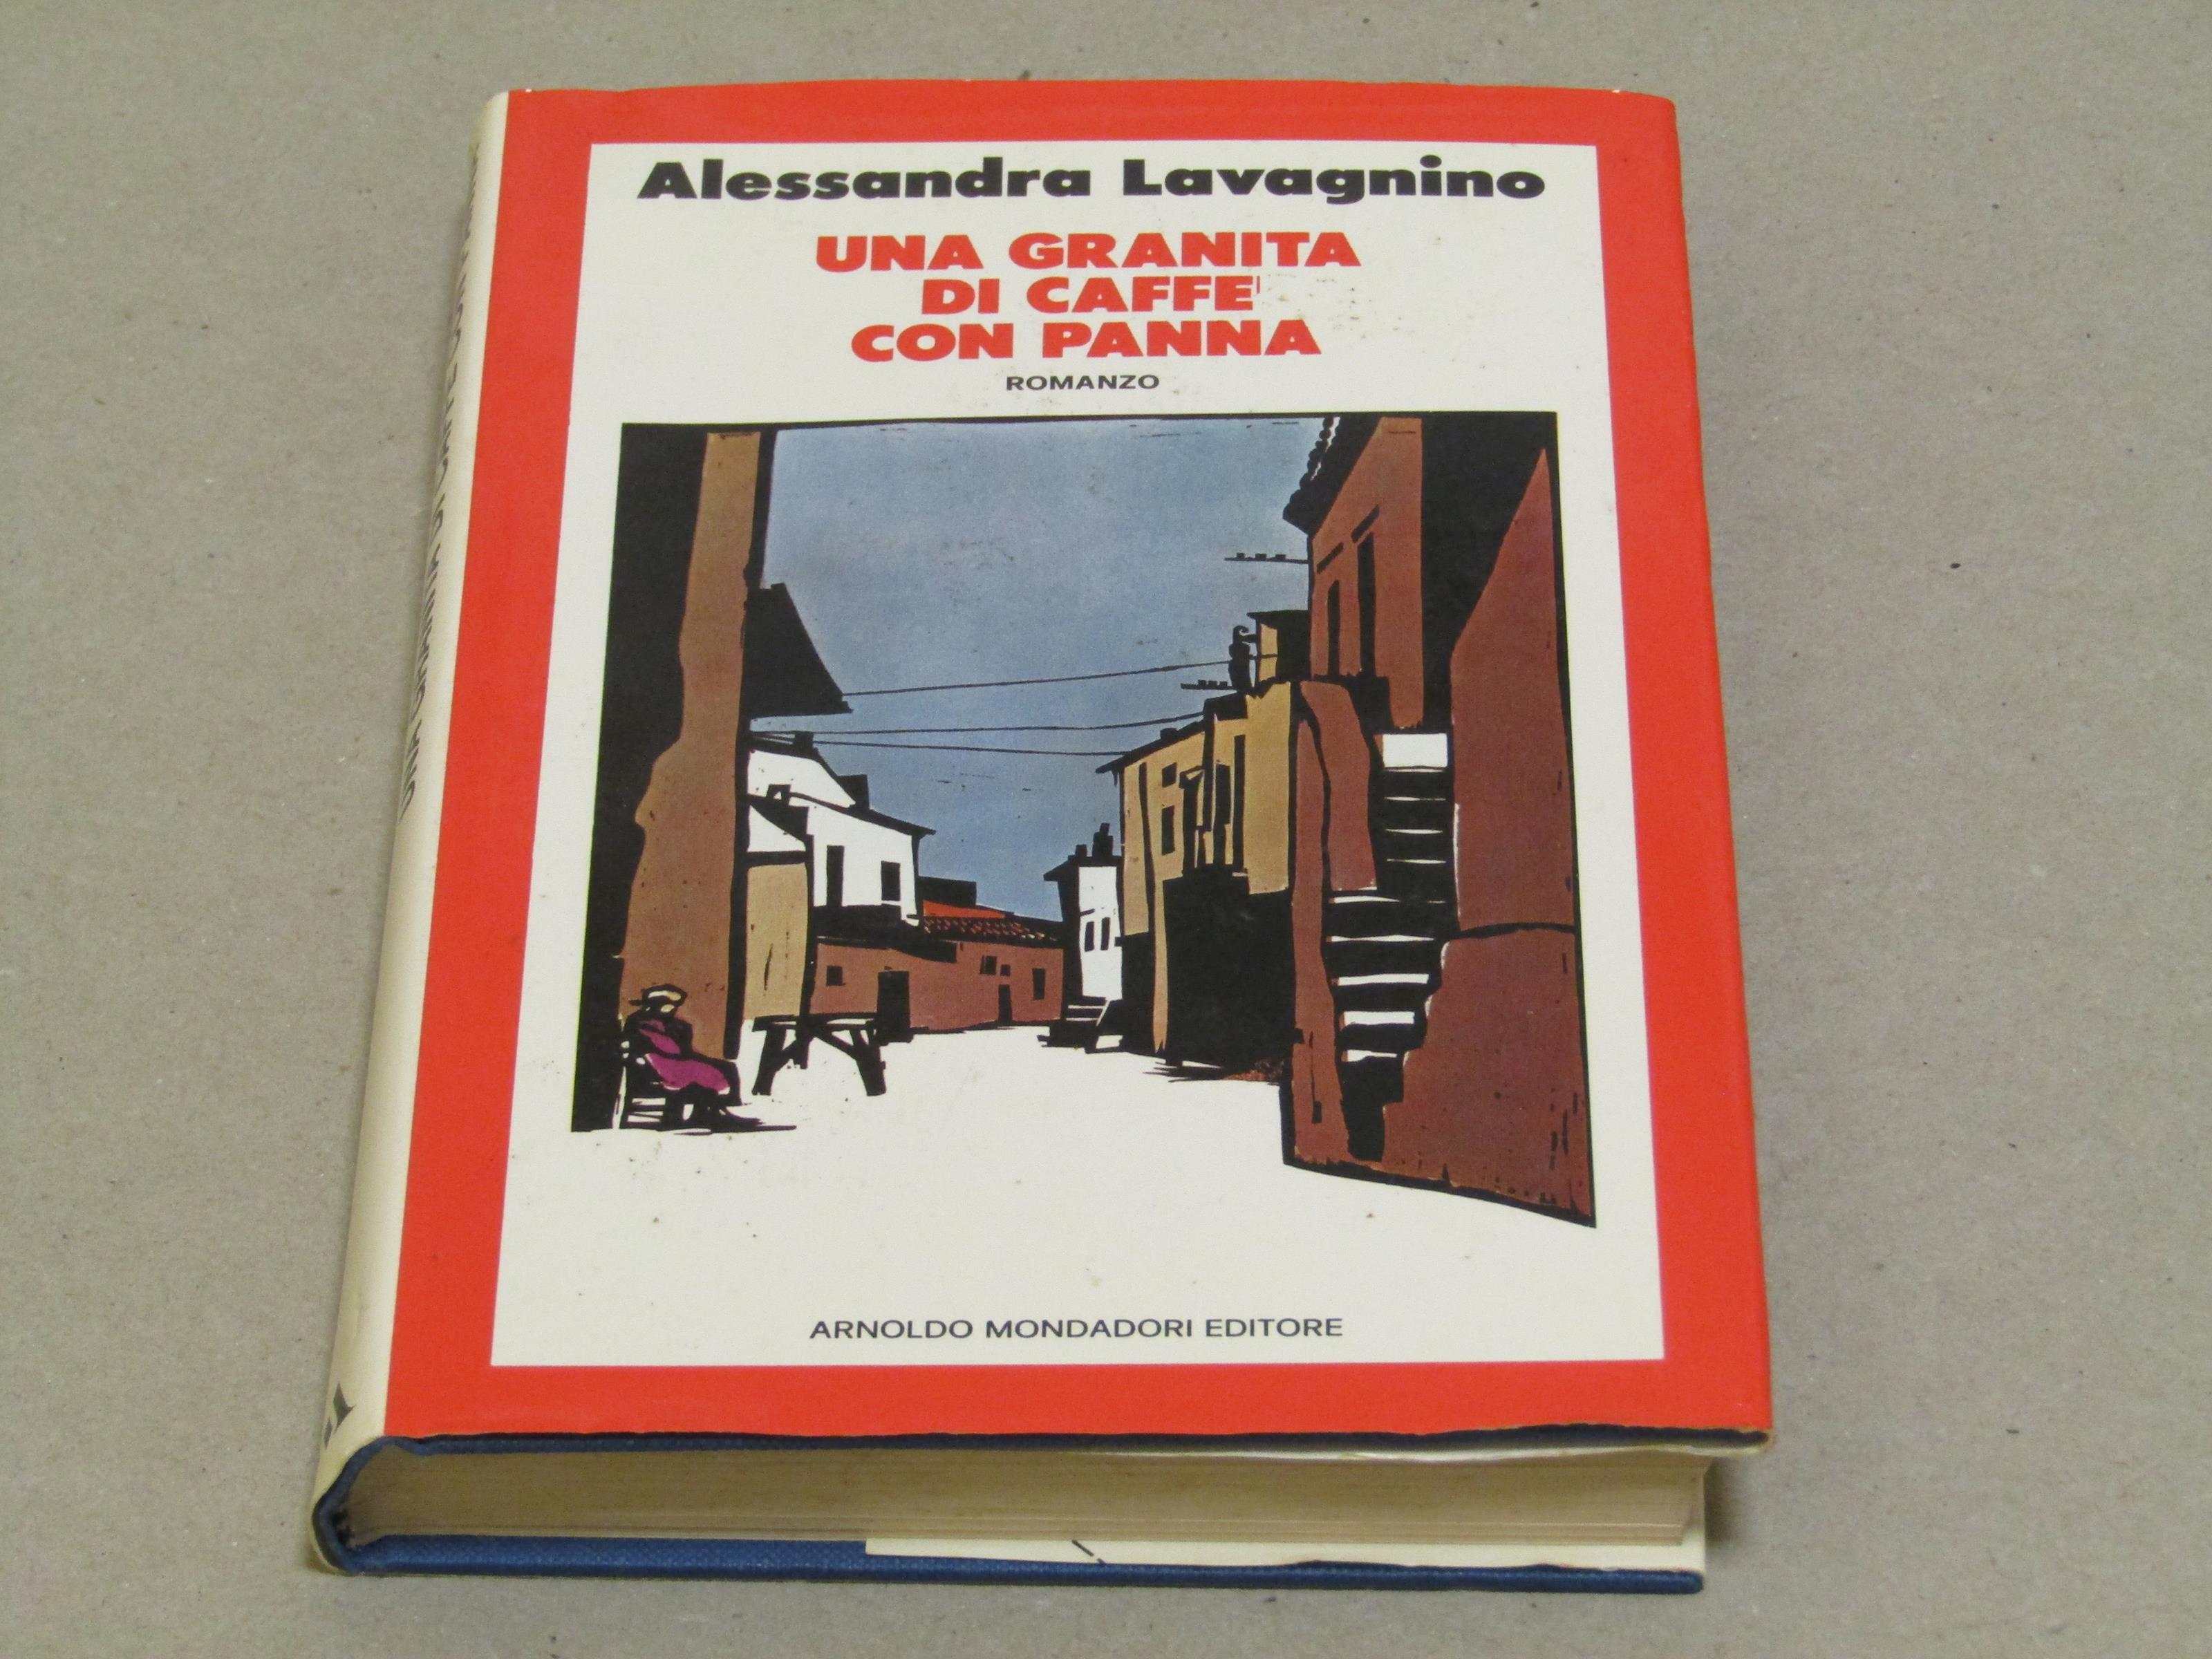 Alessandra Lavagnino
UNA GRANITA
DI CAFFE'
CON PANNA
ROMANZO
ARNOLDO MONDADORI EDITORE